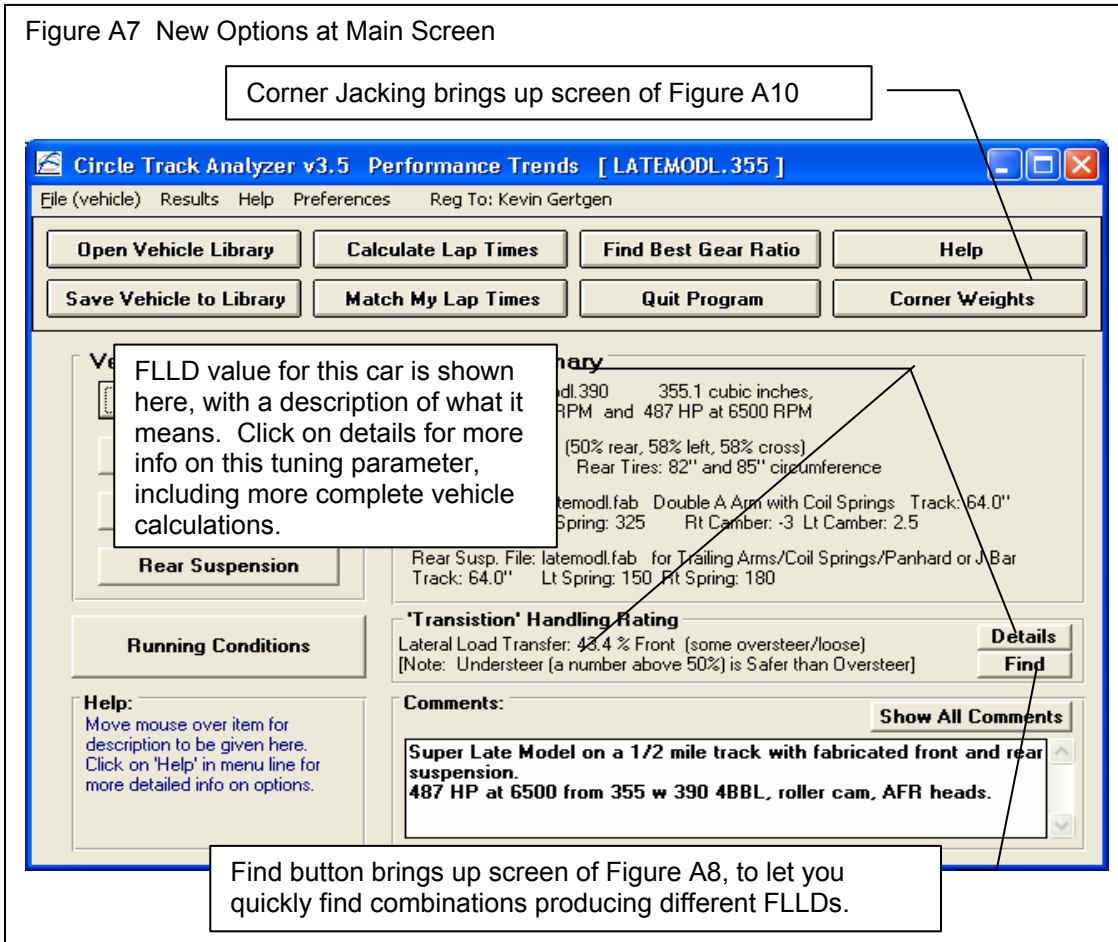 Figure A7  New Options at Main Screen
Corner Jacking brings up screen of Figure A10
Circle Track Analyzer v3.5   Performance Trends   [ LATEMODL.355 ]
File (vehicle)   Results   Help   Preferences   Reg To: Kevin Gertgen
Open Vehicle Library   Calculate Lap Times   Find Best Gear Ratio   Help
Save Vehicle to Library   Match My Lap Times   Quit Program   Corner Weights
FLLD value for this car is shown
here, with a description of what it
means.  Click on details for more
info on this tuning parameter,
including more complete vehicle
calculations.
.390   355.1 cubic inches,
RPM  and  487 HP at 6500 RPM
(50% rear, 58% left, 58% cross)
Rear Tires: 82'' and 85'' circumference
latemodl.fab   Double A Arm with Coil Springs   Track: 64.0''
Spring: 325   Rt Camber: -3  Lt Camber: 2.5
Rear Suspension
Rear Susp. File: latemodl.fab   for Trailing Arms/Coil Springs/Panhard or J Bar
Track: 64.0''   Lt Spring: 150  Rt Spring: 180
Running Conditions
'Transistion' Handling Rating
Lateral Load Transfer: 43.4 % Front  (some oversteer/loose)
[Note:  Understeer (a number above 50%) is Safer than Oversteer]
Details
Find
Help:
Move mouse over item for
description to be given here.
Click on 'Help' in menu line for
more detailed info on options.
Comments:
Show All Comments
Super Late Model on a 1/2 mile track with fabricated front and rear
suspension.
487 HP at 6500 from 355 w 390 4BBL, roller cam, AFR heads.
Find button brings up screen of Figure A8, to let you
quickly find combinations producing different FLLDs.